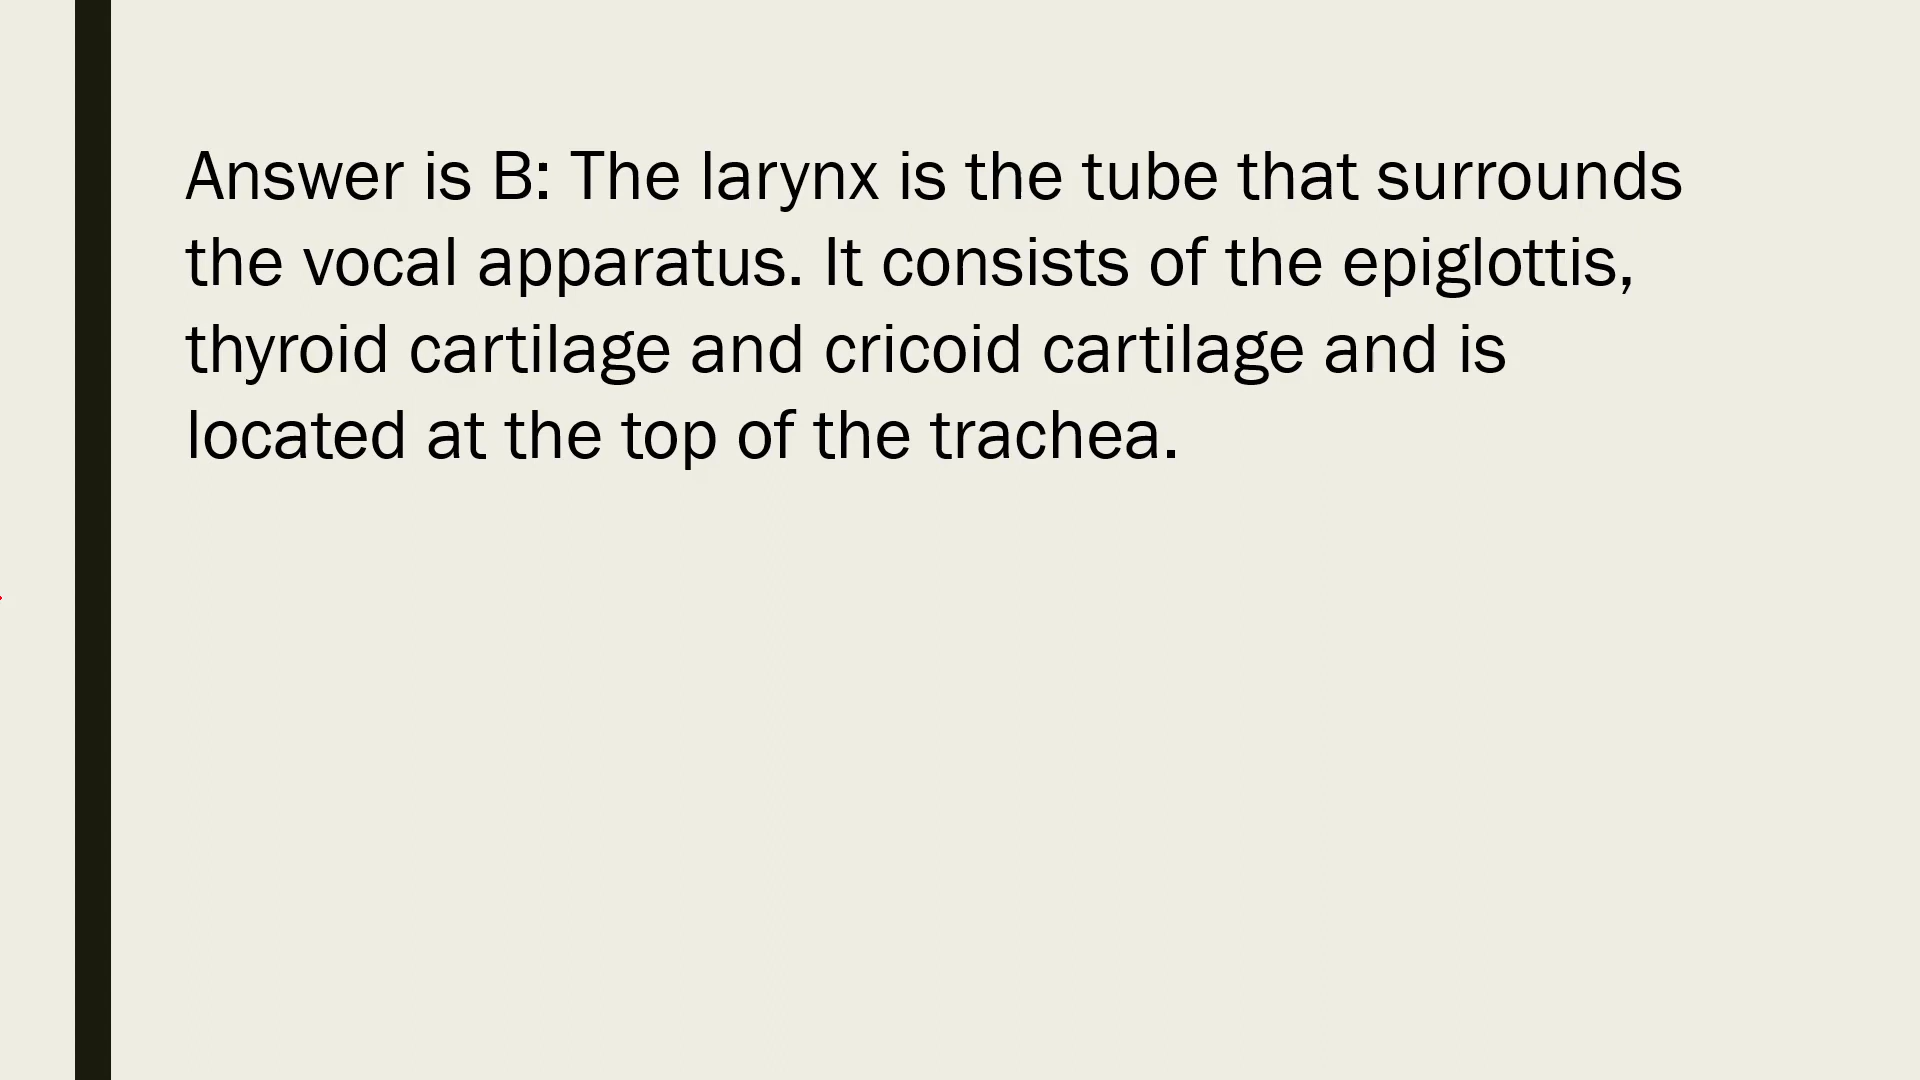 Answer is B: The larynx is the tube that surrounds
the vocal apparatus. It consists of the epiglottis,
thyroid cartilage and cricoid cartilage and is
located at the top of the trachea.